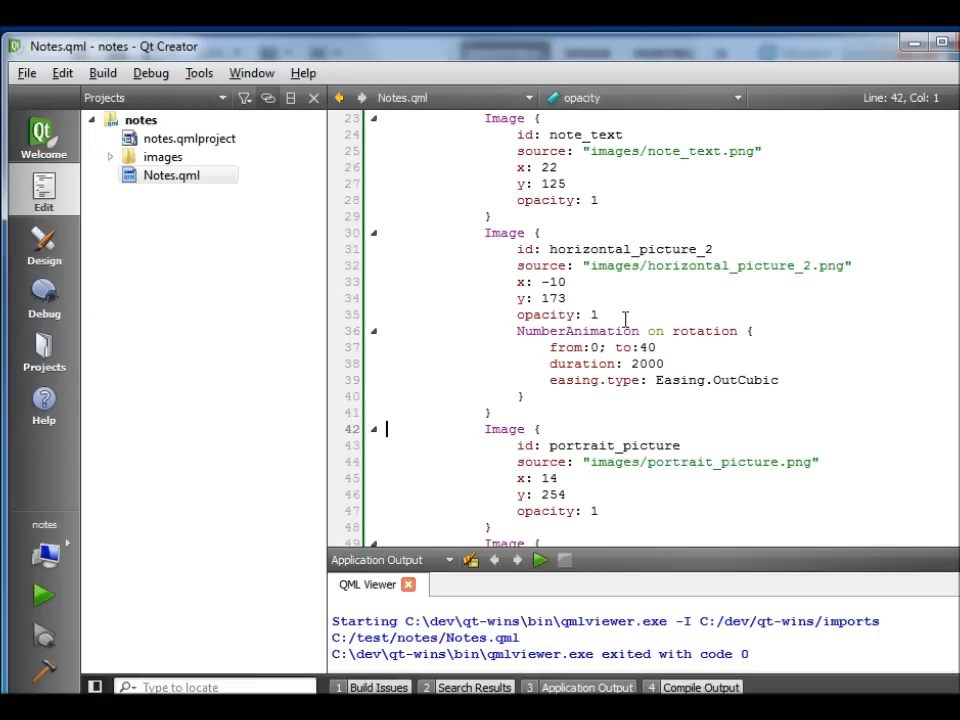 Notes.qml - notes - Qt Creator
File Edit Build Debug Tools Window Help
Projects Notes.qml opacity Line: 42, Col: 1
notes
notes.qmlproject
images
Notes.qml
Welcome
Edit
Design
Debug
Projects
Help
notes
23 Image {
24 id: note_text
25 source: "images/note_text.png"
26 x: 22
27 y: 125
28 opacity: 1
29 }
30 Image {
31 id: horizontal_picture_2
32 source: "images/horizontal_picture_2.png"
33 x: -10
34 y: 173
35 opacity: 1
36 NumberAnimation on rotation {
37 from:0; to:40
38 duration: 2000
39 easing.type: Easing.OutCubic
40 }
41 }
42 Image {
43 id: portrait_picture
44 source: "images/portrait_picture.png"
45 x: 14
46 y: 254
47 opacity: 1
48 }
49 Image {
Application Output
QML Viewer
Starting C:\dev\qt-wins\bin\qmlviewer.exe -I C:/dev/qt-wins/imports
C:/test/notes/Notes.qml
C:\dev\qt-wins\bin\qmlviewer.exe exited with code 0
Type to locate 1 Build Issues 2 Search Results 3 Application Output 4 Compile Output